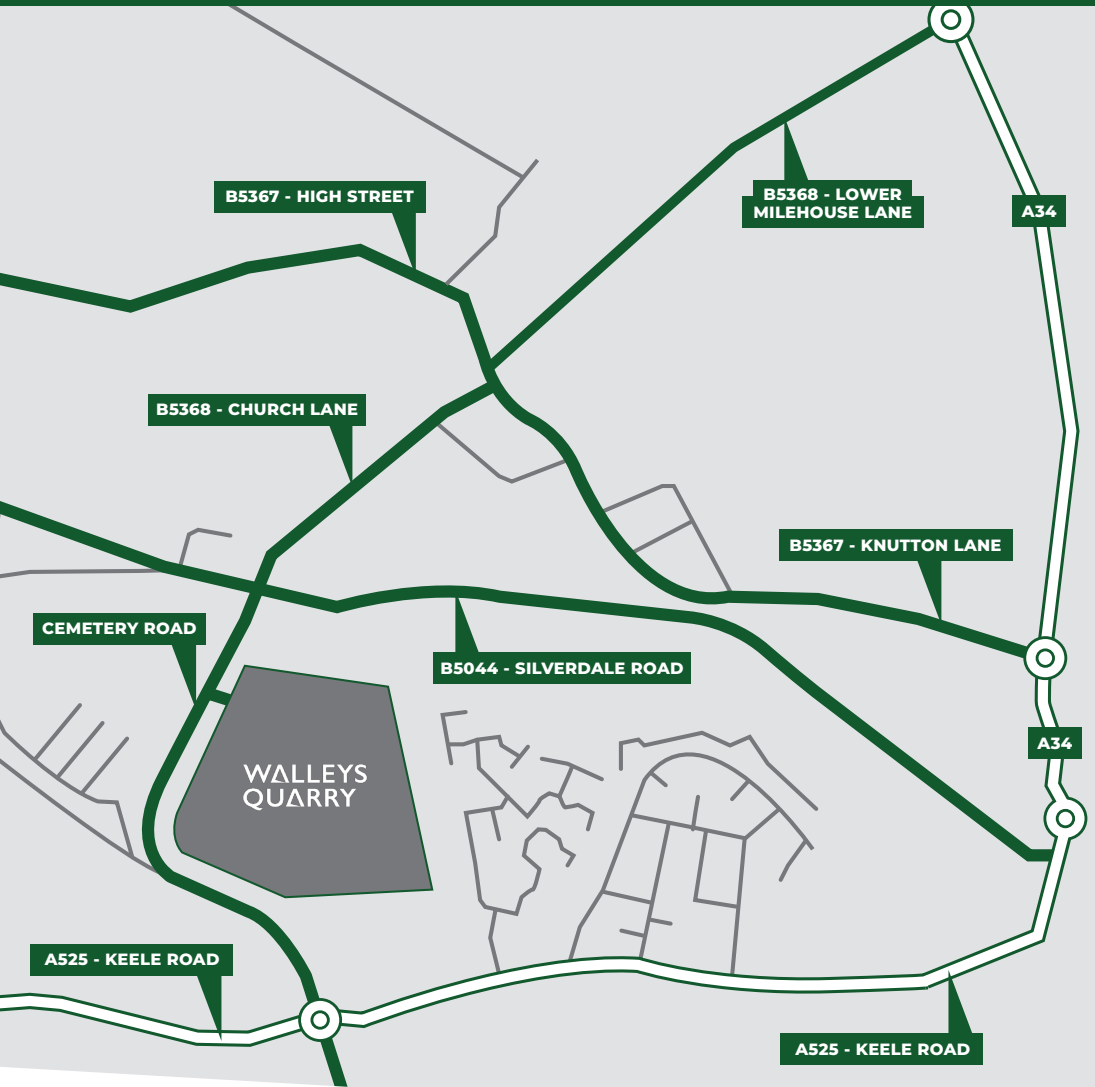 B5367 - HIGH STREET
B5368 - LOWER
MILEHOUSE LANE
A34
B5368 - CHURCH LANE
B5367 - KNUTTON LANE
CEMETERY ROAD
B5044 - SILVERDALE ROAD
A34
WALLEYS
QUARRY
A525 - KEELE ROAD
A525 - KEELE ROAD